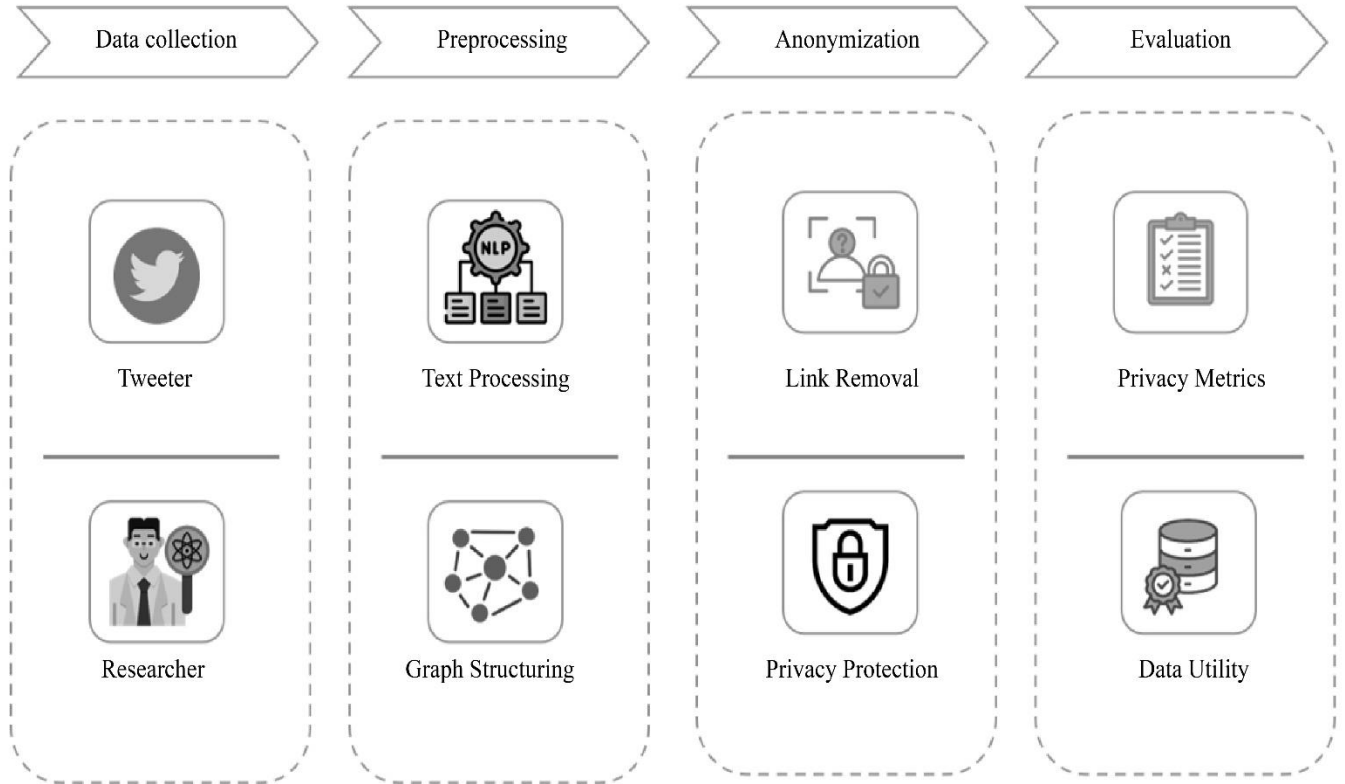 Data collection
Preprocessing
Anonymization
Evaluation
NLP
Tweeter
Text Processing
Link Removal
?
Privacy Metrics
Researcher
Graph Structuring
Privacy Protection
Data Utility